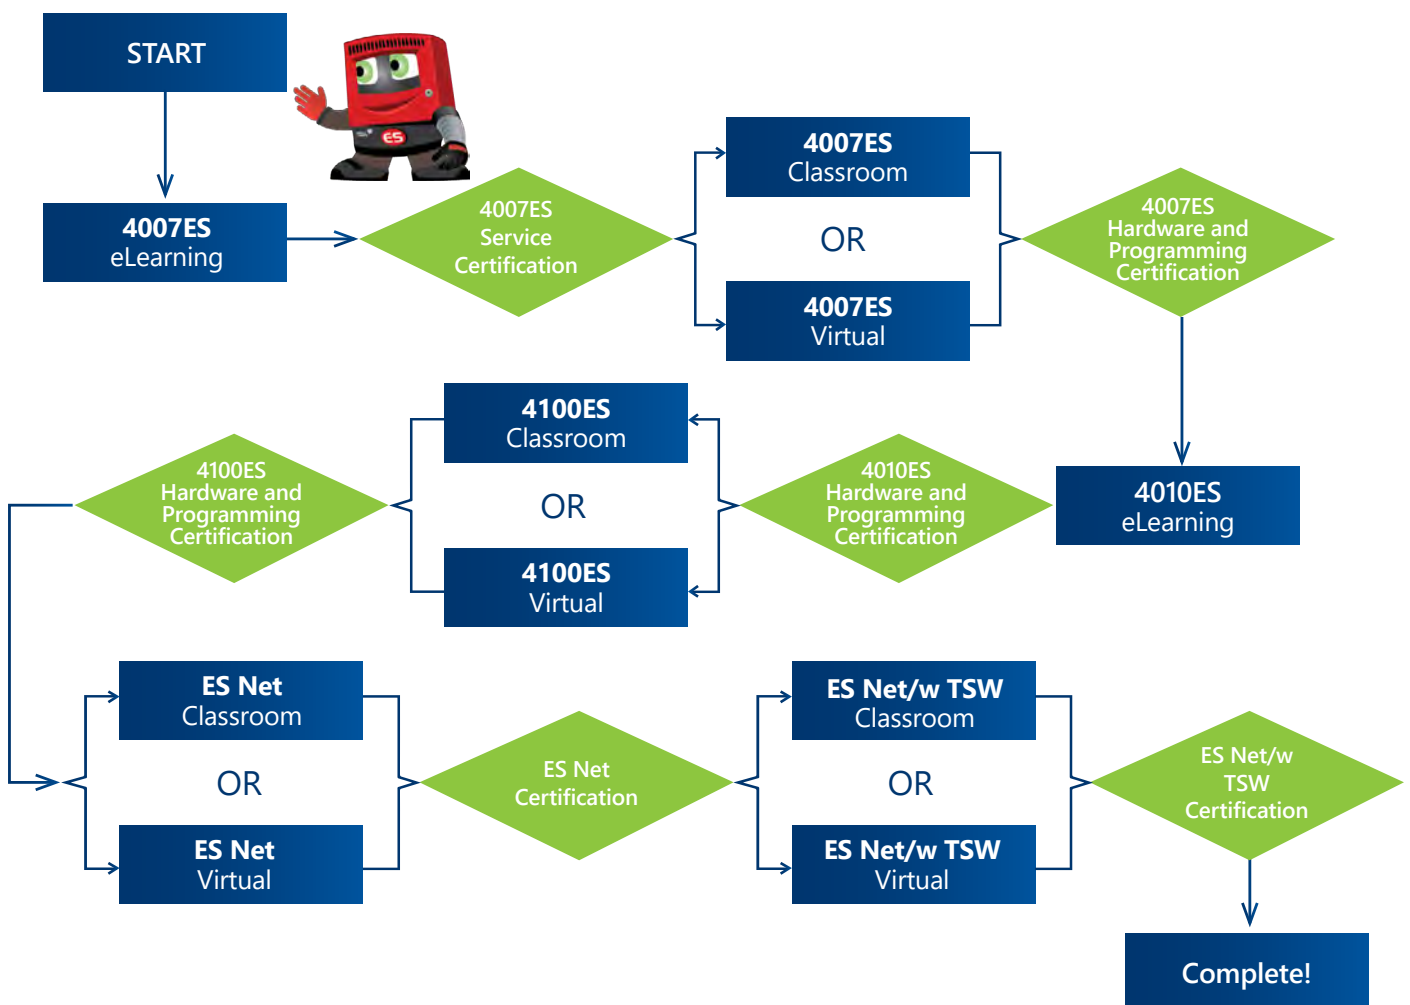 START
ES
4007ES
eLearning
4007ES
Service
Certification
4007ES
Classroom
OR
4007ES
Virtual
4007ES
Hardware and
Programming
Certification
4010ES
eLearning
4010ES
Hardware and
Programming
Certification
4100ES
Classroom
OR
4100ES
Virtual
4100ES
Hardware and
Programming
Certification
ES Net
Classroom
OR
ES Net
Virtual
ES Net
Certification
ES Net/w TSW
Classroom
OR
ES Net/w TSW
Virtual
ES Net/w
TSW
Certification
Complete!